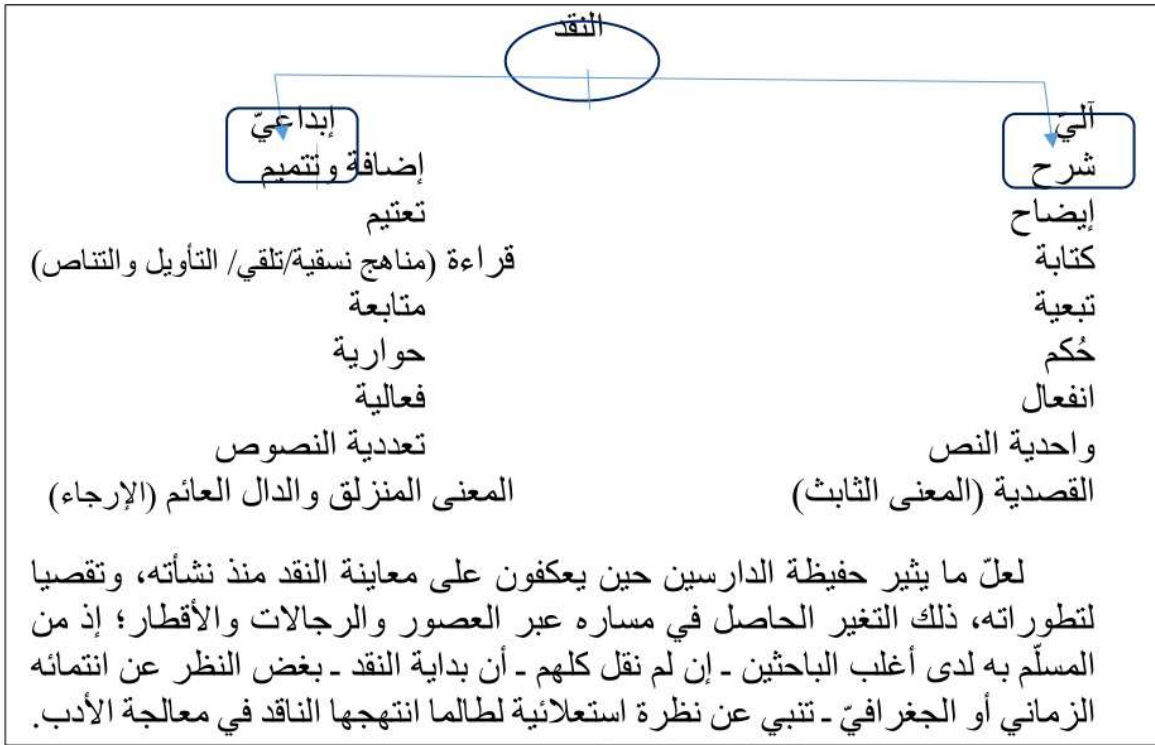 النقد
آليّ إبداعيّ
شرح إضافة وتتميم
إيضاح تعتيم
كتابة قراءة (مناهج نسقية/تلقي/ التأويل والتناص)
تبعية متابعة
حُكم حوارية
انفعال فعالية
واحدية النص تعددية النصوص
القصدية (المعنى الثابث) المعنى المنزلق والدال العائم (الإرجاء)
لعلّ ما يثير حفيظة الدارسين حين يعكفون على معاينة النقد منذ نشأته، وتقصيا
لتطوراته، ذلك التغير الحاصل في مساره عبر العصور والرجالات والأقطار؛ إذ من
المسلّم به لدى أغلب الباحثين ـ إن لم نقل كلهم ـ أن بداية النقد ـ بغض النظر عن انتمائه
الزماني أو الجغرافيّ ـ تنبي عن نظرة استعلائية لطالما انتهجها الناقد في معالجة الأدب.